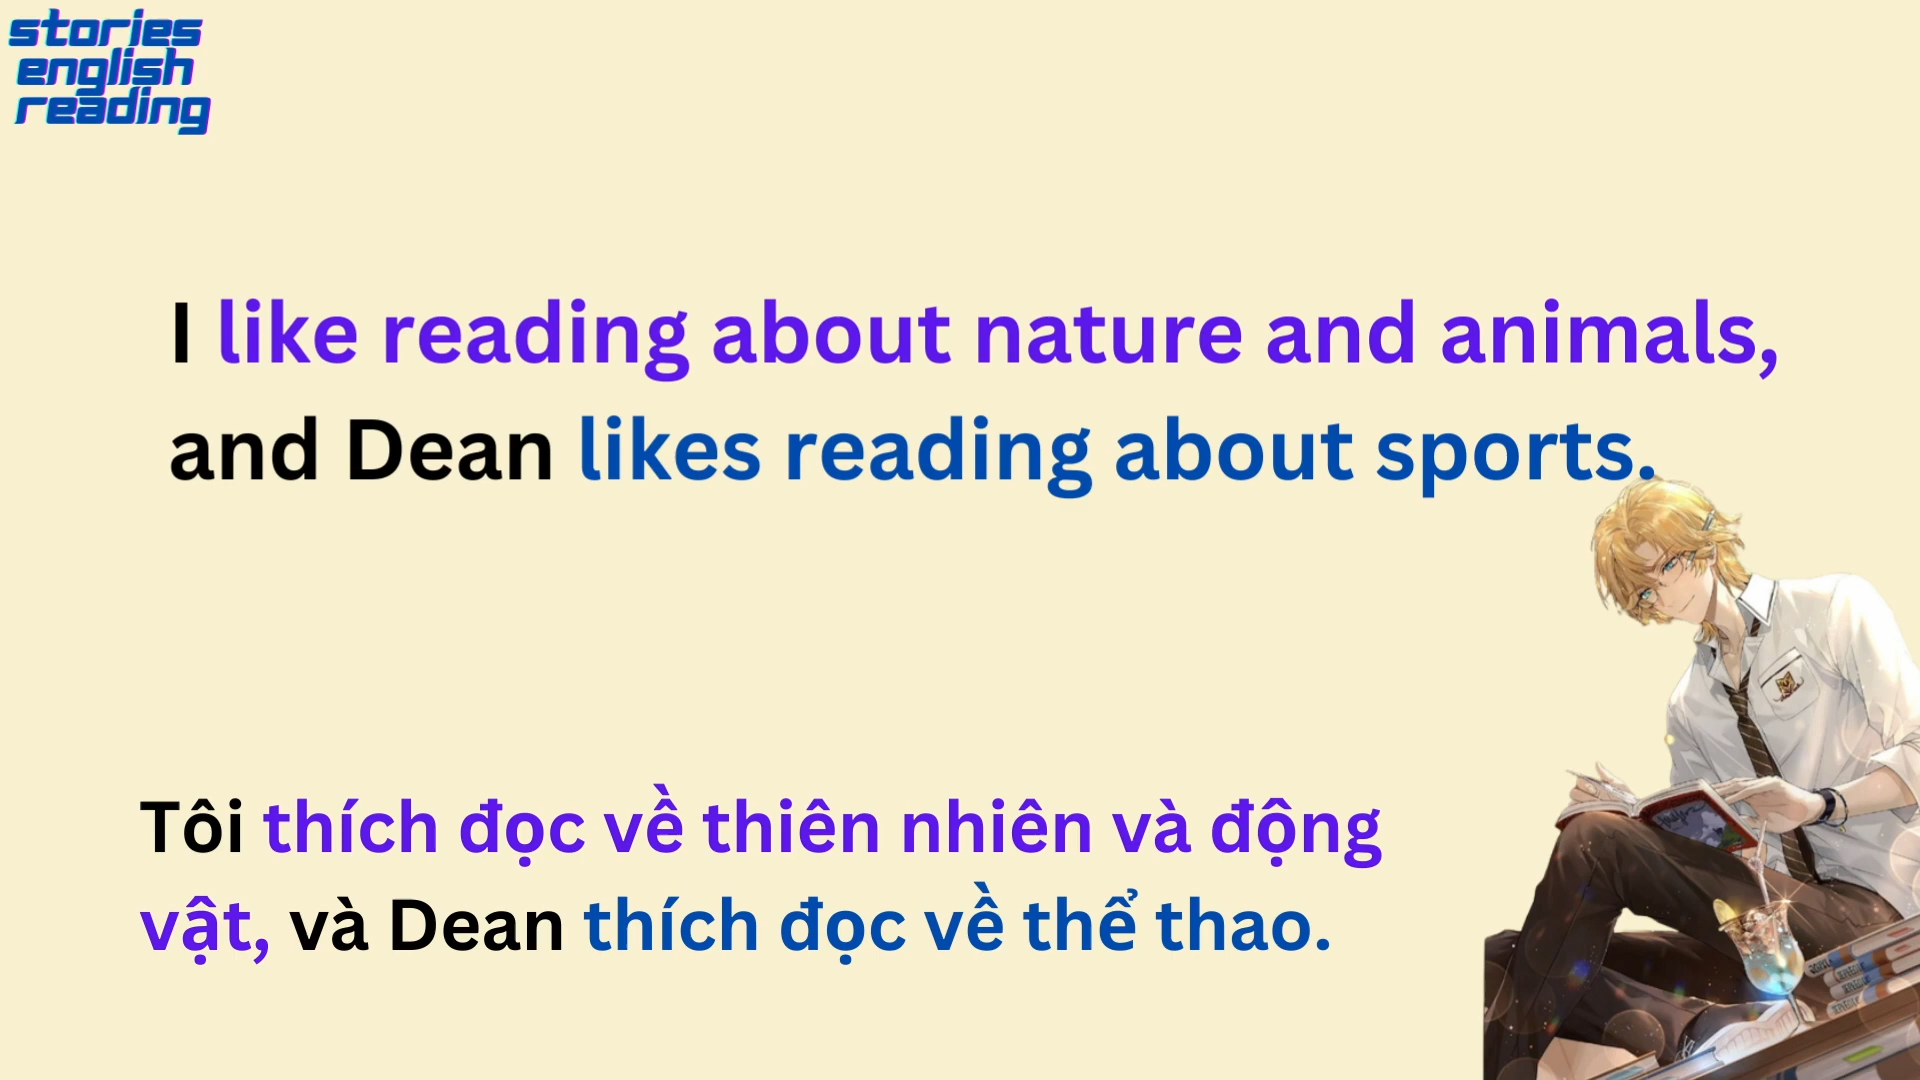 stories
english
reading
I like reading about nature and animals,
and Dean likes reading about sports.
Tôi thích đọc về thiên nhiên và động
vật, và Dean thích đọc về thể thao.